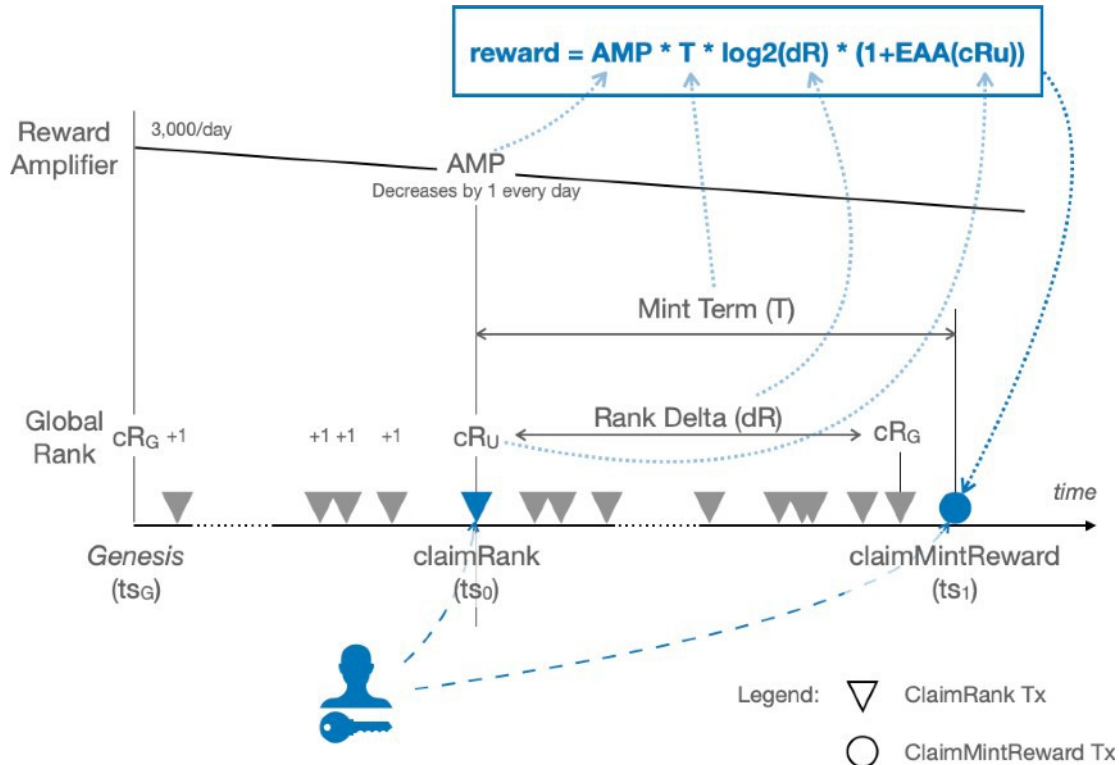 reward = AMP * T * log2(dR) * (1+EAA(cRu))
Reward
Amplifier
3,000/day
AMP
Decreases by 1 every day
Mint Term (T)
Global
Rank
cRG +1
+1 +1
+1
cRU
Rank Delta (dR)
cRG
time
Genesis
(tsG)
claimRank
(ts0)
claimMintReward
(ts1)
Legend:
ClaimRank Tx
ClaimMintReward Tx